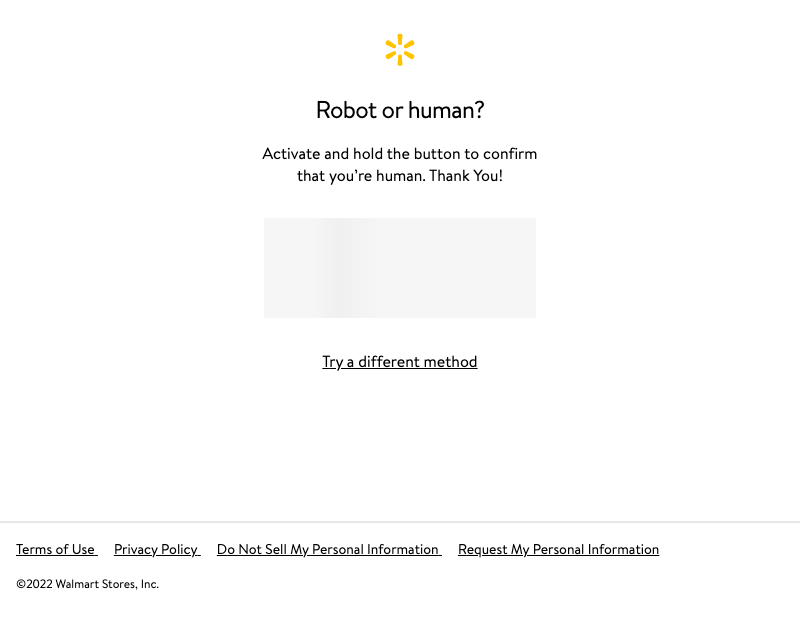 Robot or human?
Activate and hold the button to confirm
that you’re human. Thank You!
Try a different method
Terms of Use Privacy Policy Do Not Sell My Personal Information Request My Personal Information
©2022 Walmart Stores, Inc.